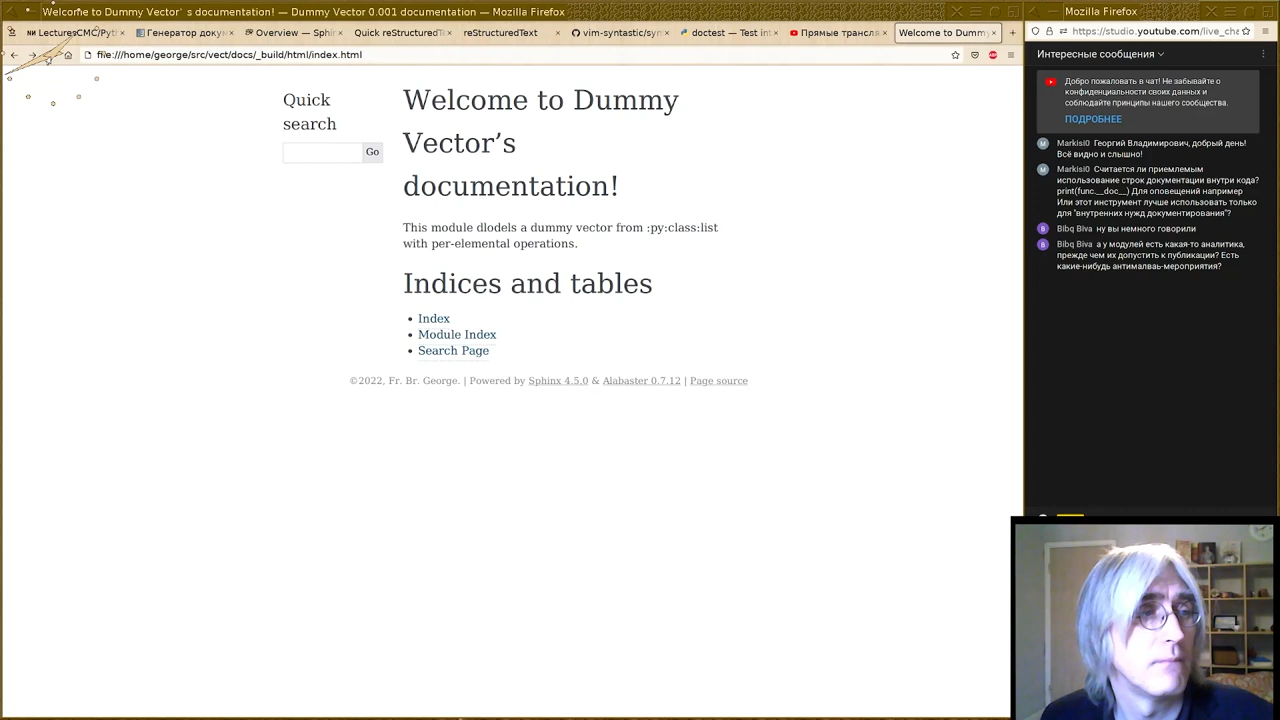 Welcome to Dummy Vector’s documentation! — Dummy Vector 0.001 documentation — Mozilla Firefox
Mozilla Firefox
LecturesCMC/Pyt
Генератор докум
Overview — Sphin
Quick reStructuredTe
reStructuredText
vim-syntastic/syn
doctest — Test int
Прямые трансля
Welcome to Dummy
file:///home/george/src/vect/docs/_build/html/index.html
https://studio.youtube.com/live_cha
Quick
search
Go
Welcome to Dummy
Vector’s
documentation!
This module dlodels a dummy vector from :py:class:list
with per-elemental operations.
Indices and tables
Index
Module Index
Search Page
©2022, Fr. Br. George. | Powered by Sphinx 4.5.0 & Alabaster 0.7.12 | Page source
Интересные сообщения
Добро пожаловать в чат! Не забывайте о
конфиденциальности своих данных и
соблюдайте принципы нашего сообщества.
ПОДРОБНЕЕ
M Markisi0 Георгий Владимирович, добрый день!
Всё видно и слышно!
M Markisi0 Считается ли приемлемым
использование строк документации внутри кода?
print(func.__doc__) Для оповещений например
Или этот инструмент лучше использовать только
для "внутренних нужд документирования"?
B Bibq Biva ну вы немного говорили
B Bibq Biva а у модулей есть какая-то аналитика,
прежде чем их допустить к публикации? Есть
какие-нибудь антималваь-мероприятия?